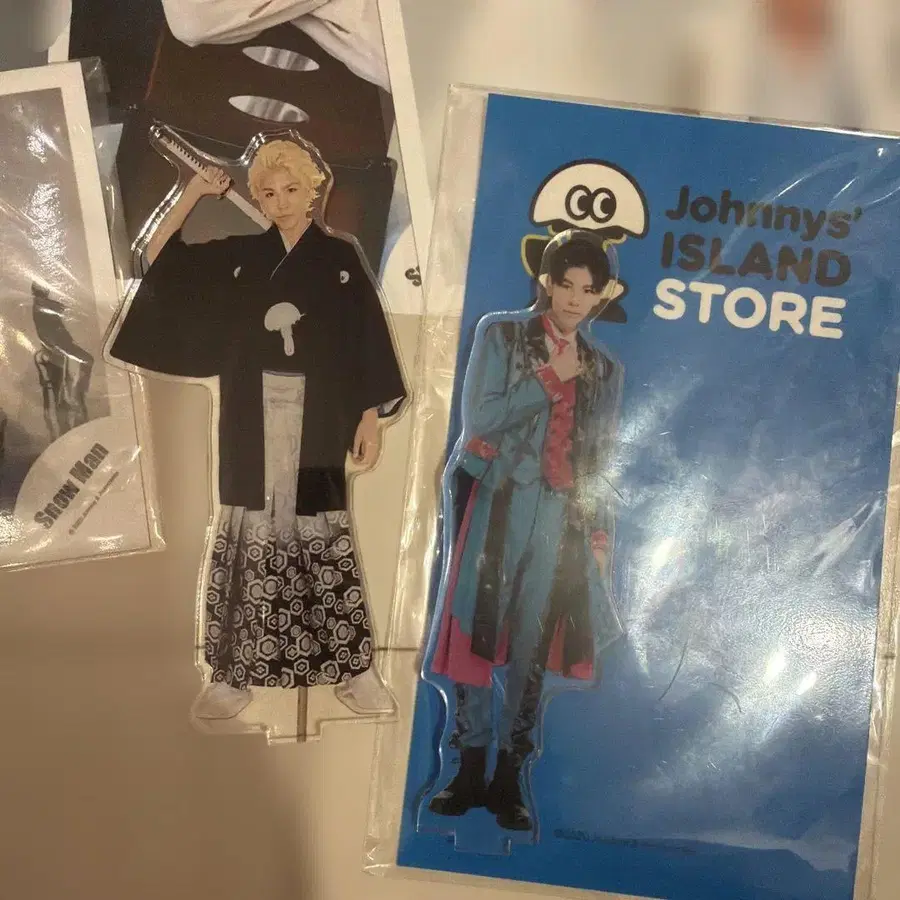 Johnnys'
ISLAND
STORE
Snow Man